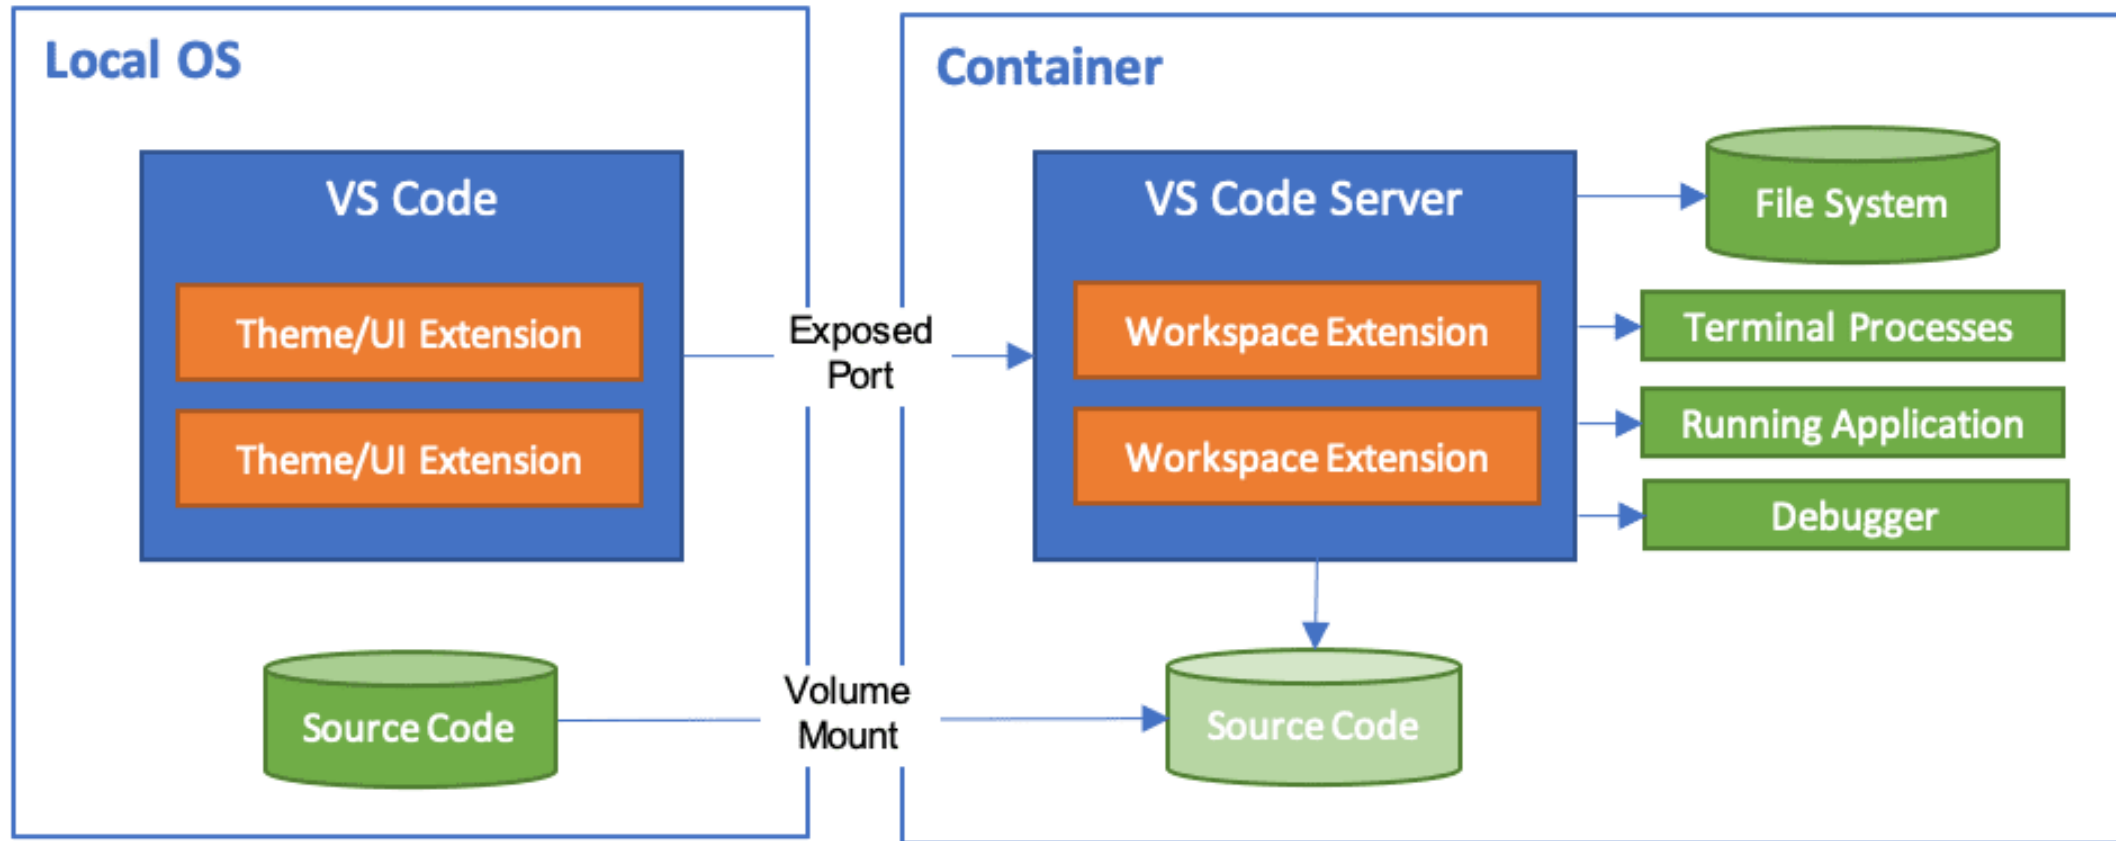 Local OS
VS Code
Theme/UI Extension
Theme/UI Extension
Source Code
Exposed
Port
Volume
Mount
Container
VS Code Server
Workspace Extension
Workspace Extension
Source Code
File System
Terminal Processes
Running Application
Debugger